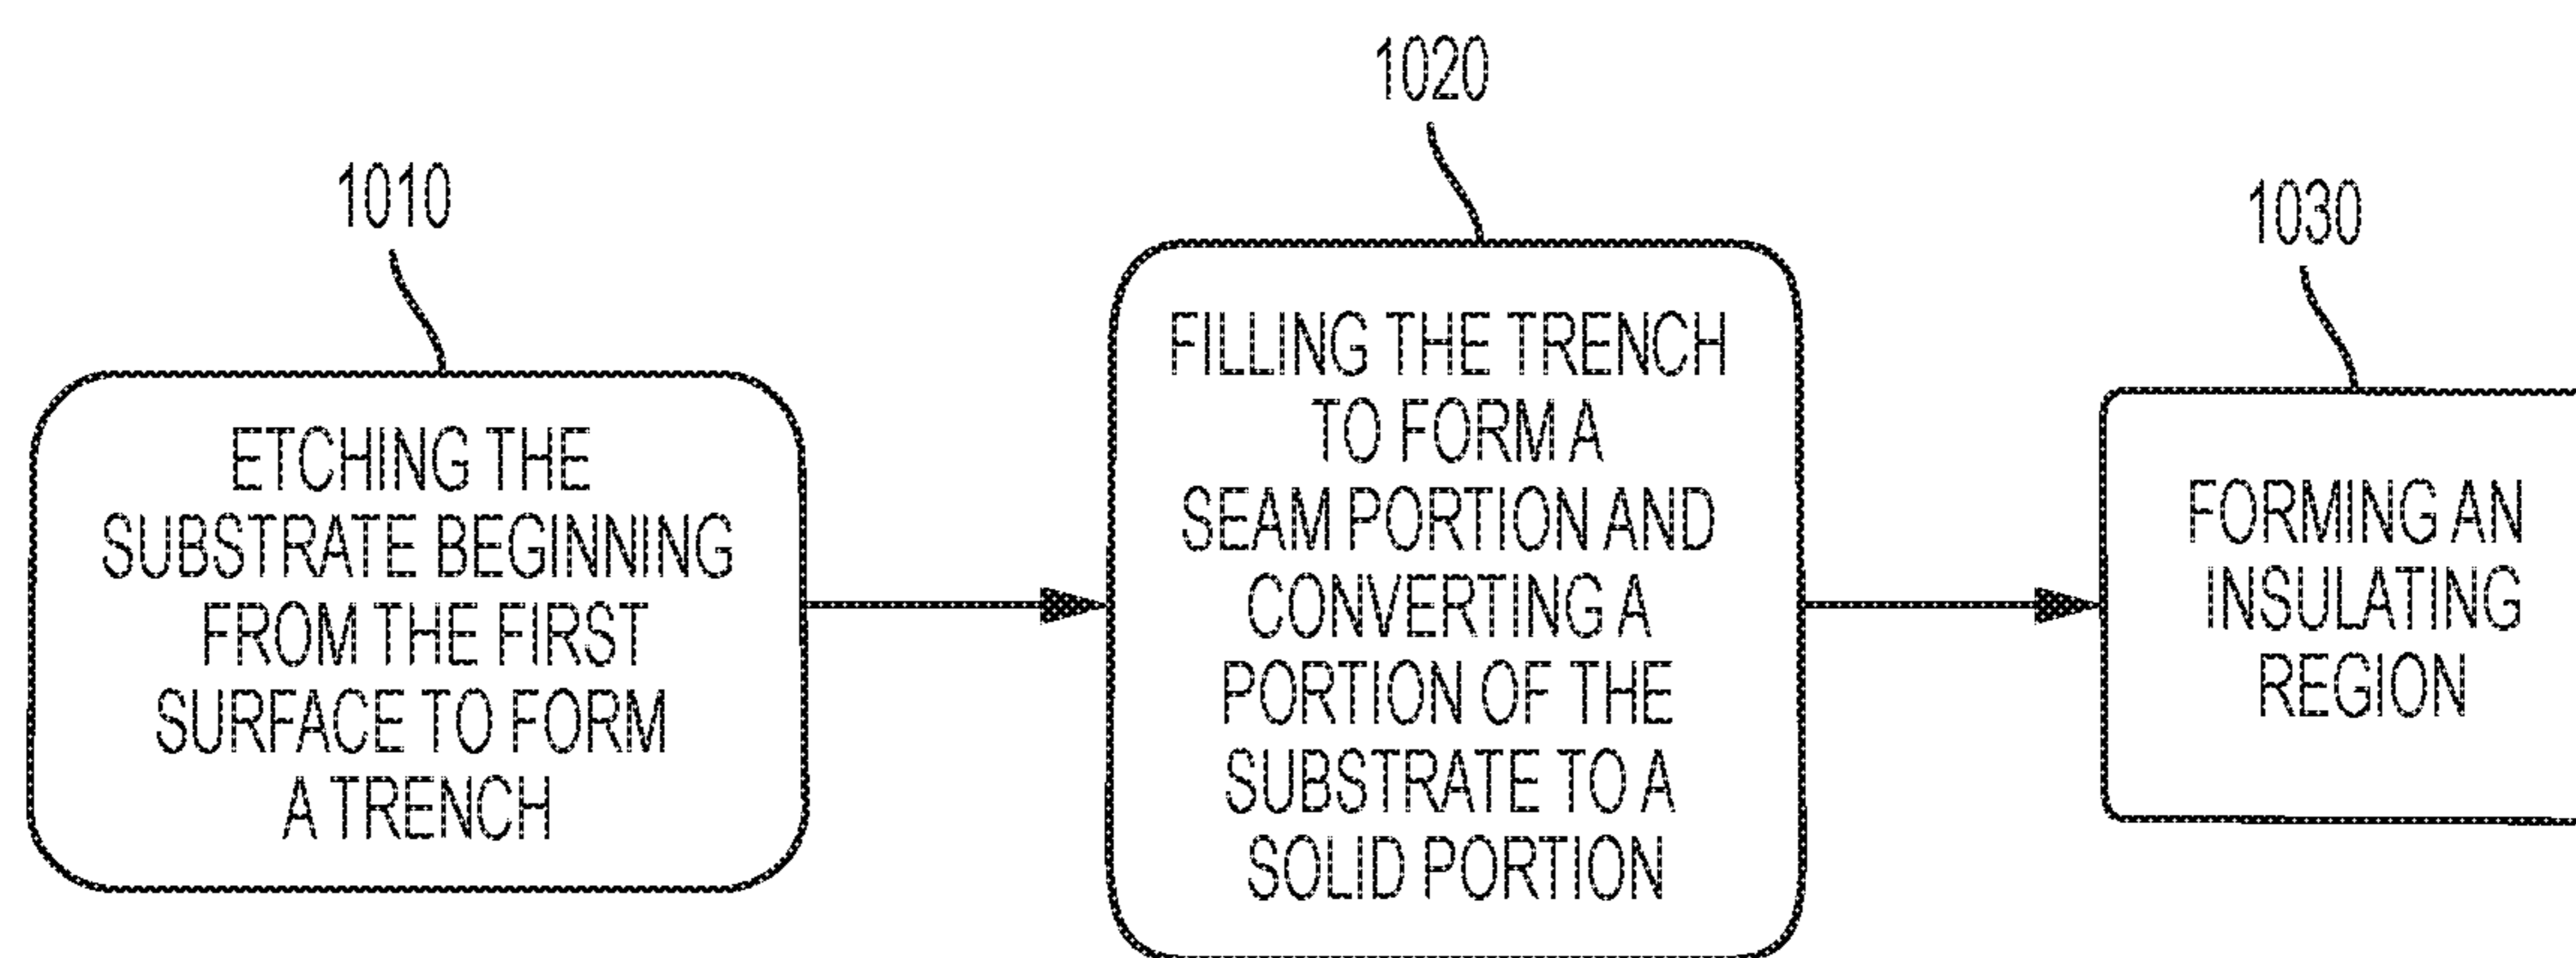 1010
ETCHING THE
SUBSTRATE BEGINNING
FROM THE FIRST
SURFACE TO FORM
A TRENCH
1020
FILLING THE TRENCH
TO FORM A
SEAM PORTION AND
CONVERTING A
PORTION OF THE
SUBSTRATE TO A
SOLID PORTION
1030
FORMING AN
INSULATING
REGION